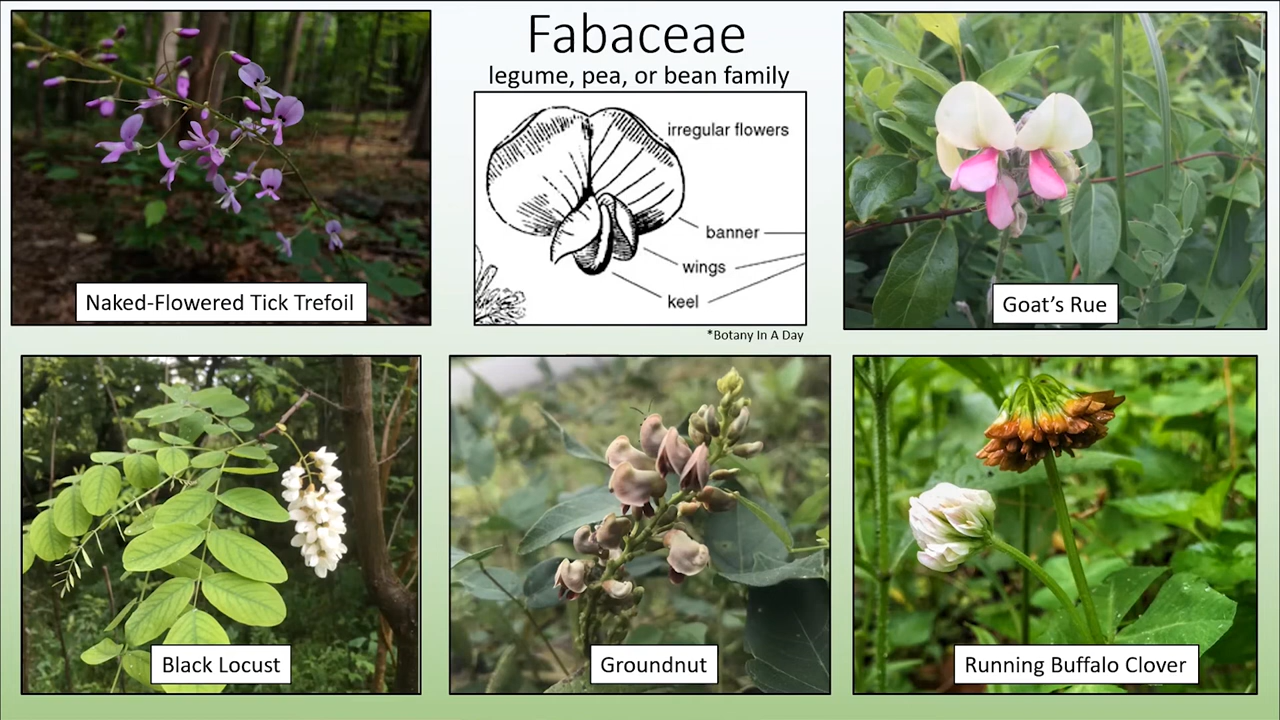 Fabaceae
legume, pea, or bean family
irregular flowers
banner
wings
keel
*Botany In A Day
Naked-Flowered Tick Trefoil
Goat's Rue
Black Locust
Groundnut
Running Buffalo Clover